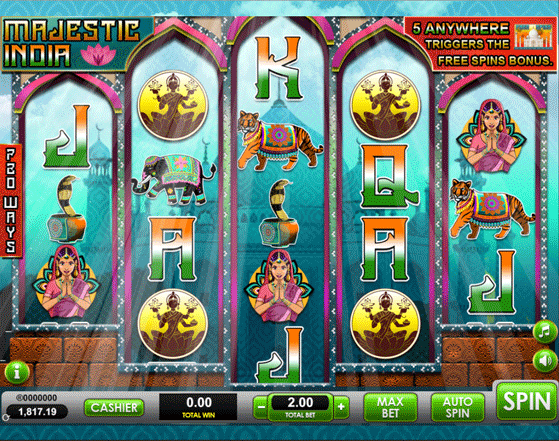 MAJESTIC
INDIA
5 ANYWHERE
TRIGGERS THE
FREE SPINS BONUS.
720 WAYS
J
A
K
J
Q
A
J
i
©0000000
1,817.19
CASHIER
0.00
TOTAL WIN
-
2.00
TOTAL BET
+
MAX
BET
AUTO
SPIN
SPIN